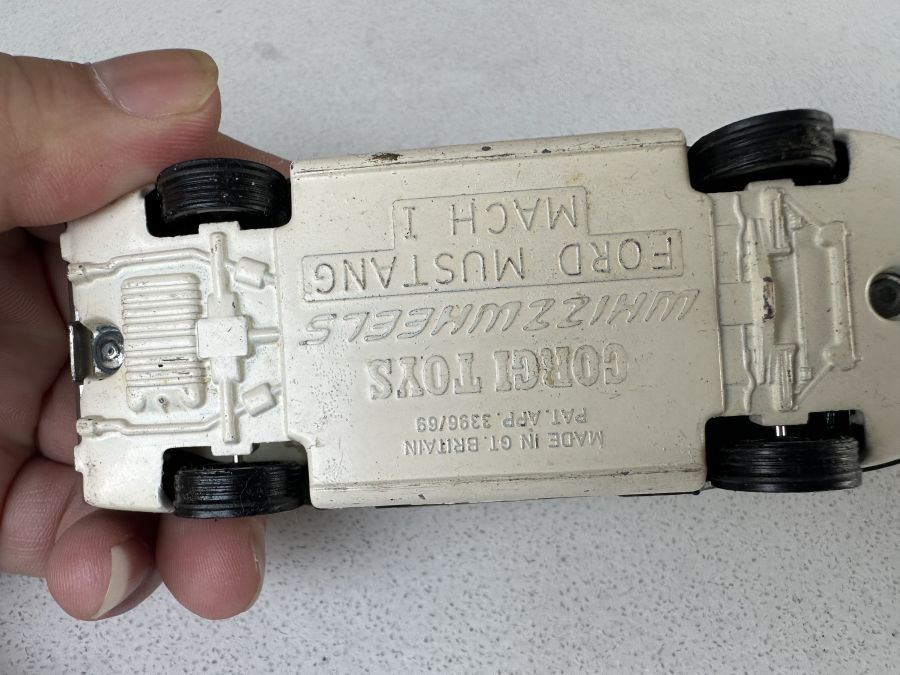 MADE IN GT. BRITAIN
PAT. APP. 3396/69
CORGI TOYS
WHIZZWHEELS
FORD MUSTANG
MACH I